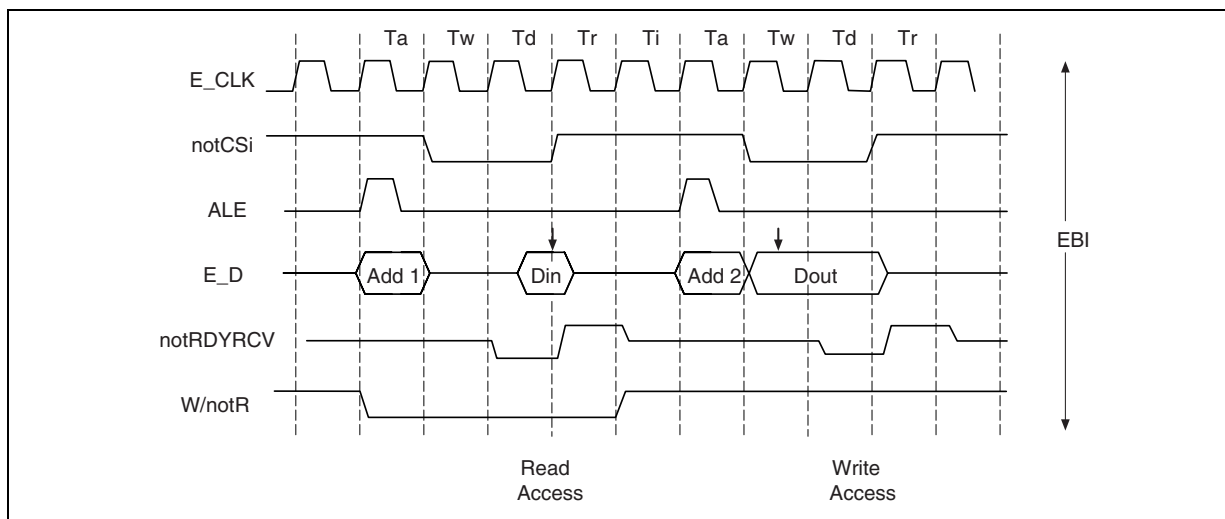 Ta Tw Td Tr Ti Ta Tw Td Tr
E_CLK
notCSi
ALE
EBI
E_D
Add 1 Din Add 2 Dout
notRDYRCV
W/notR
Read Access
Write Access